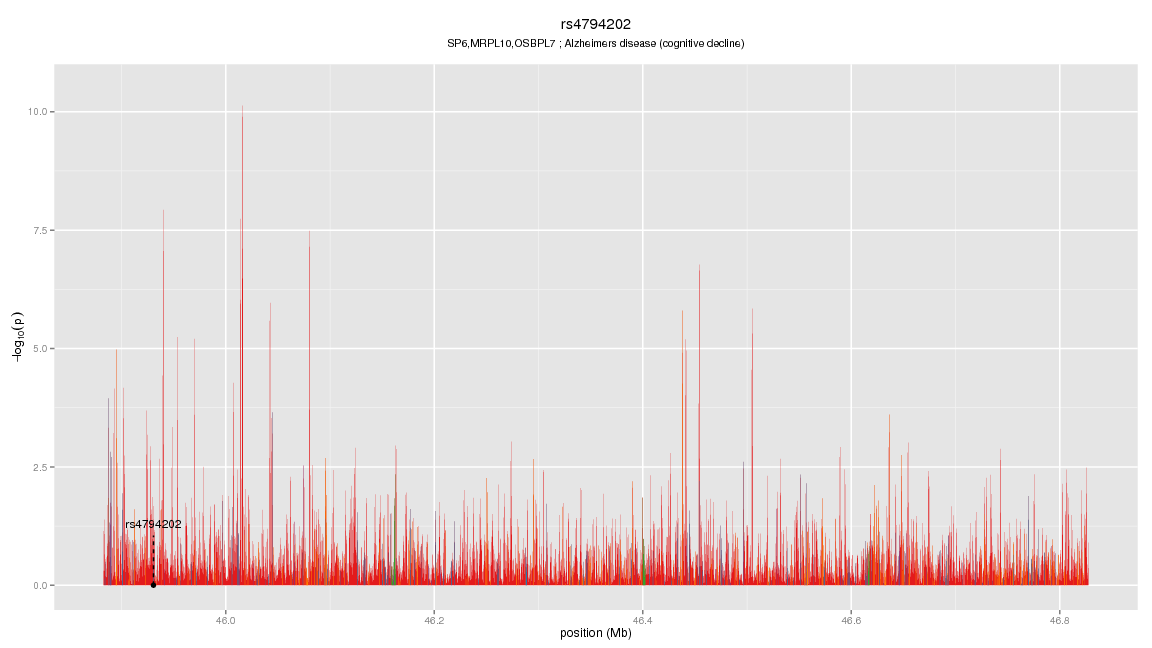 rs4794202
SP6,MRPL10,OSBPL7 ; Alzheimers disease (cognitive decline)
10.0
7.5
5.0
2.5
0.0
−log10(p)
rs4794202
46.0 46.2 46.4 46.6 46.8
position (Mb)